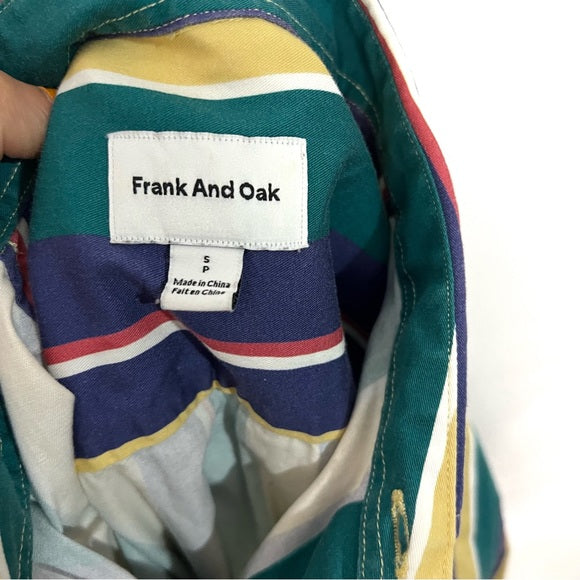 Frank And Oak
S
P
Made in China
Fait en Chine